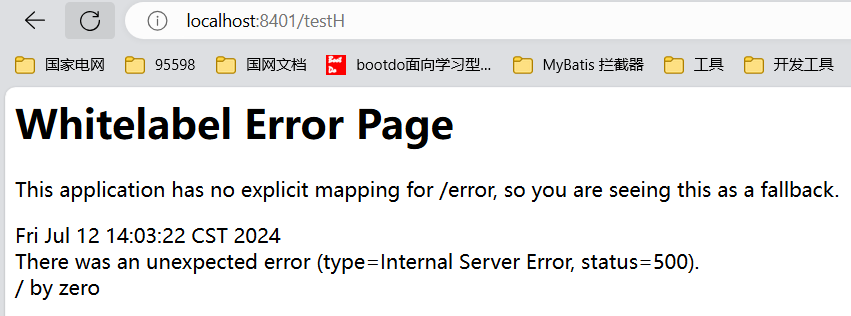 localhost:8401/testH
国家电网 95598 国网文档 Boot Do bootdo面向学习型... MyBatis 拦截器 工具 开发工具
Whitelabel Error Page
This application has no explicit mapping for /error, so you are seeing this as a fallback.
Fri Jul 12 14:03:22 CST 2024
There was an unexpected error (type=Internal Server Error, status=500).
/ by zero